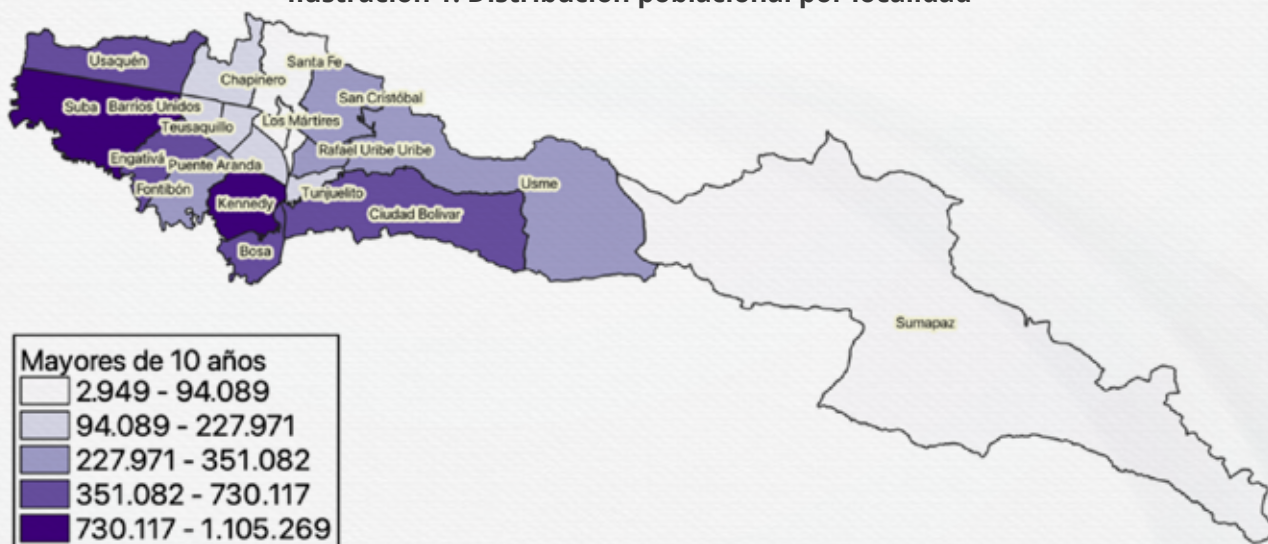 Ilustración 1. Distribución poblacional por localidad
Usaquén
Santa Fe
Chapinero
San Cristóbal
Suba
Barrios Unidos
Los Mártires
Teusaquillo
Rafael Uribe Uribe
Engativá
Puente Aranda
Fontibón
Tunjuelito
Usme
Kennedy
Ciudad Bolivar
Bosa
Sumapaz
Mayores de 10 años
2.949 - 94.089
94.089 - 227.971
227.971 - 351.082
351.082 - 730.117
730.117 - 1.105.269